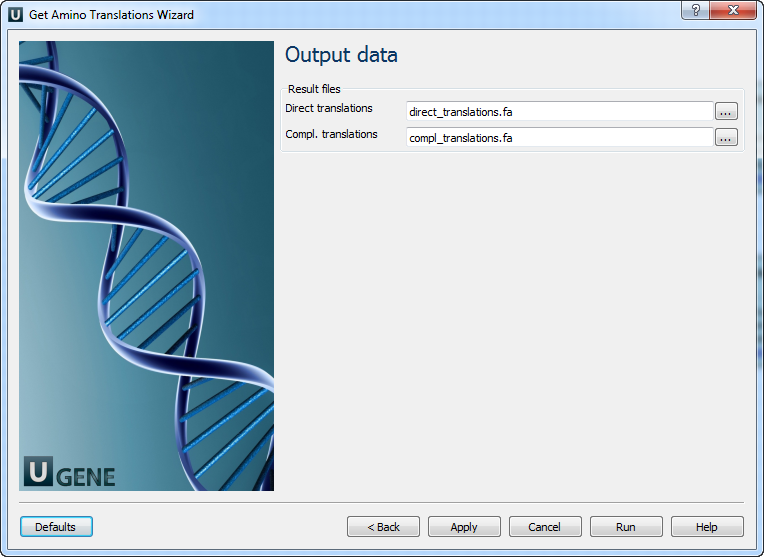 U Get Amino Translations Wizard
Output data
Result files
Direct translations direct_translations.fa ...
Compl. translations compl_translations.fa ...
U GENE
Defaults < Back Apply Cancel Run Help